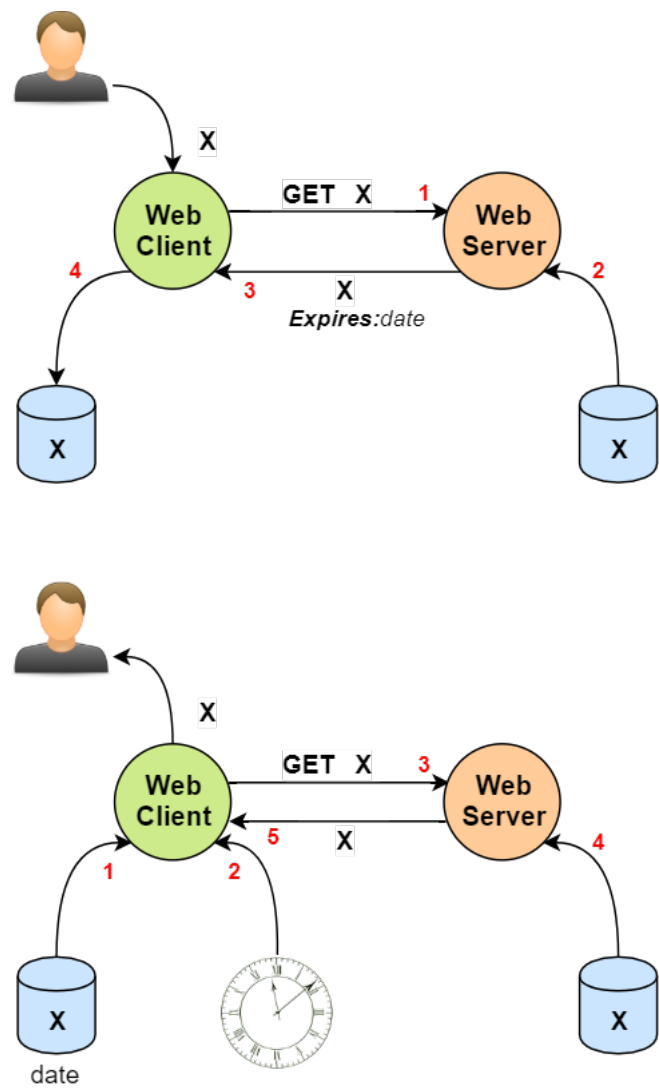 X
GET X 1
Web
Client
Web
Server
4
3
X
2
Expires:date
X
X
X
GET X 3
Web
Client
Web
Server
5
X
4
1
2
X
X
date